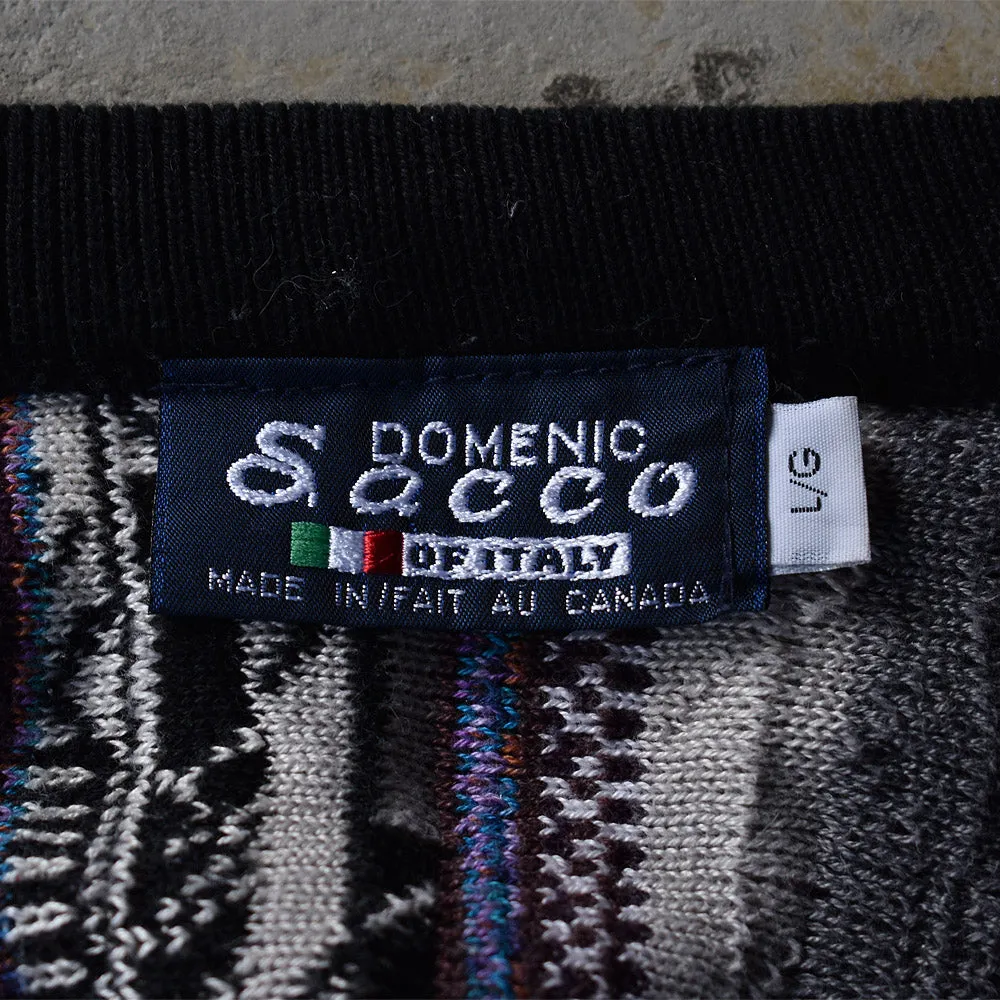 DOMENIC
Sacco
OF ITALY
MADE IN/FAIT AU CANADA
L/G